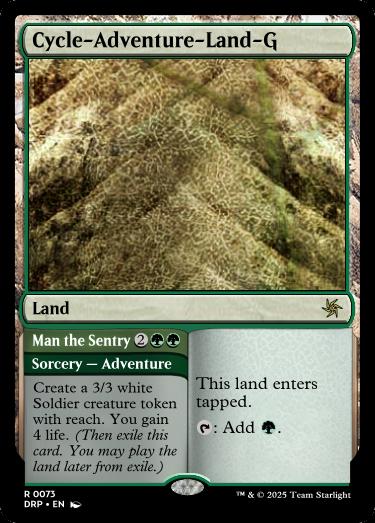 Cycle-Adventure-Land-G
Land
Man the Sentry 2
Sorcery — Adventure
Create a 3/3 white
Soldier creature token
with reach. You gain
4 life. (Then exile this
card. You may play the
land later from exile.)
This land enters
tapped.
: Add .
R 0073
DRP • EN
™ & © 2025 Team Starlight